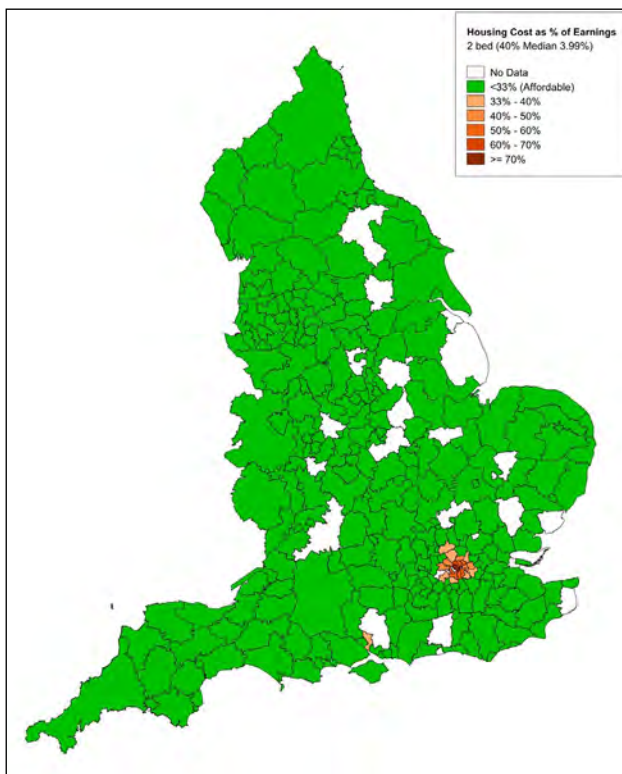 Housing Cost as % of Earnings
2 bed (40% Median 3.99%)
No Data
<33% (Affordable)
33% - 40%
40% - 50%
50% - 60%
60% - 70%
>= 70%